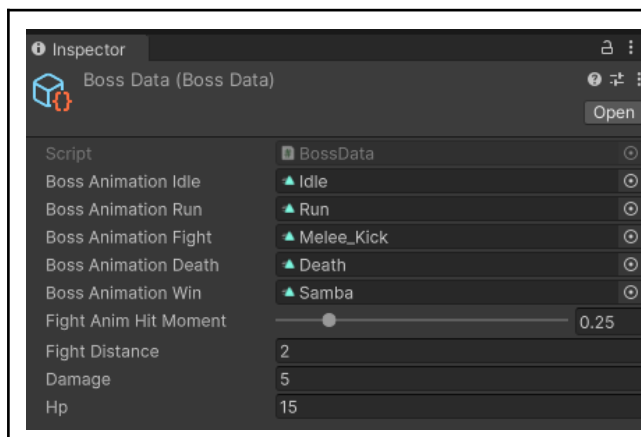 Inspector
Boss Data (Boss Data)
Open
Script BossData
Boss Animation Idle Idle
Boss Animation Run Run
Boss Animation Fight Melee_Kick
Boss Animation Death Death
Boss Animation Win Samba
Fight Anim Hit Moment 0.25
Fight Distance 2
Damage 5
Hp 15